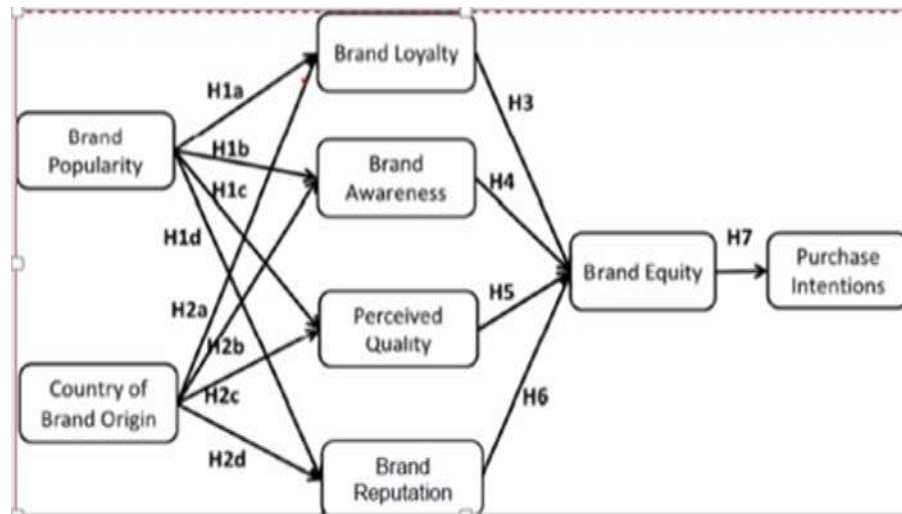 Brand Loyalty
H1a
H3
Brand
Popularity
H1b
Brand
Awareness
H4
H1c
H1d
Brand Equity
H7
Purchase
Intentions
H2a
H5
Perceived
Quality
H2b
Country of
Brand Origin
H2c
H6
H2d
Brand
Reputation